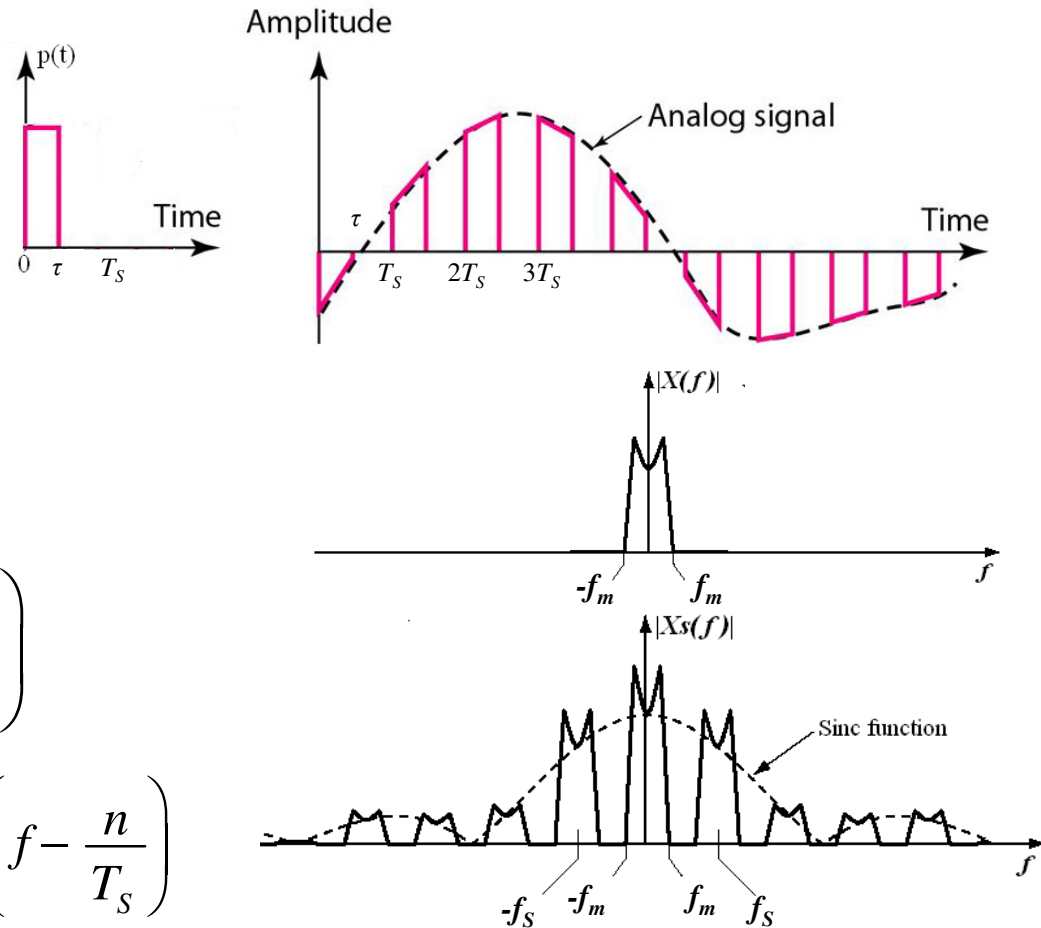 Amplitude
p(t)
Analog signal
Time
Time
0 τ T_S
τ
T_S 2T_S 3T_S
|X(f)|
f
-f_m f_m
|Xs(f)|
Sinc function
)
f - n/T_S )
f
-f_S -f_m f_m f_S